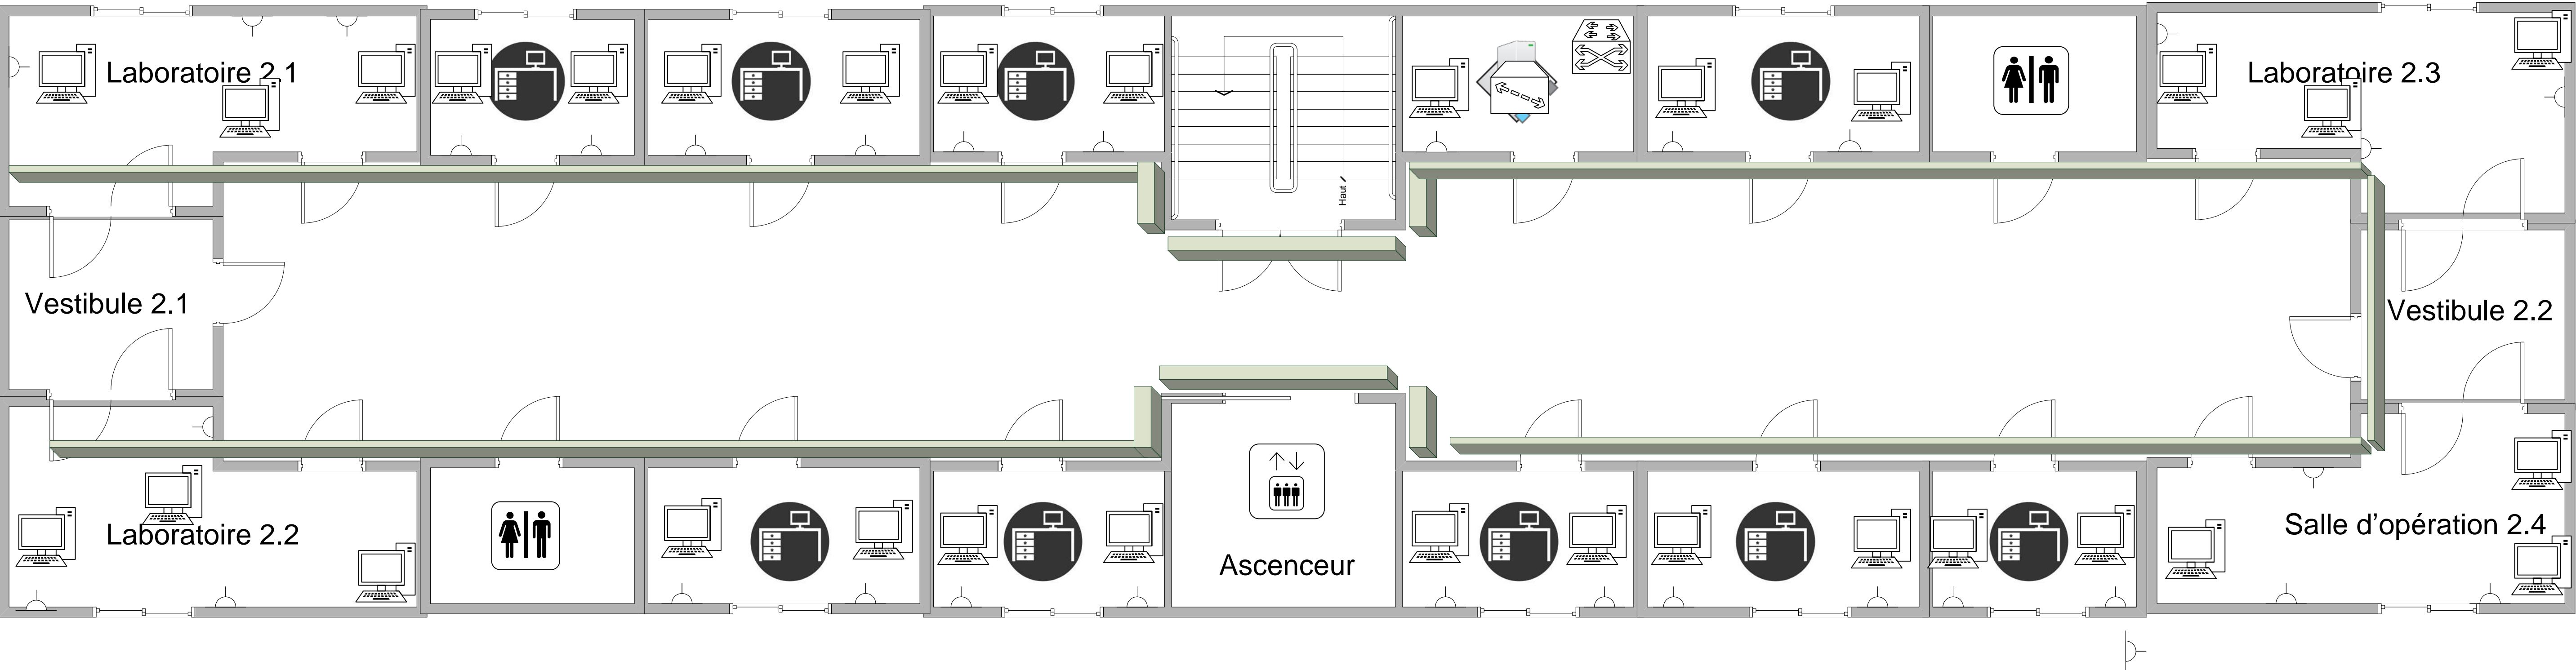 Laboratoire 2.1
Laboratoire 2.3
Haut
Vestibule 2.1
Vestibule 2.2
Laboratoire 2.2
Salle d'opération 2.4
Ascenceur